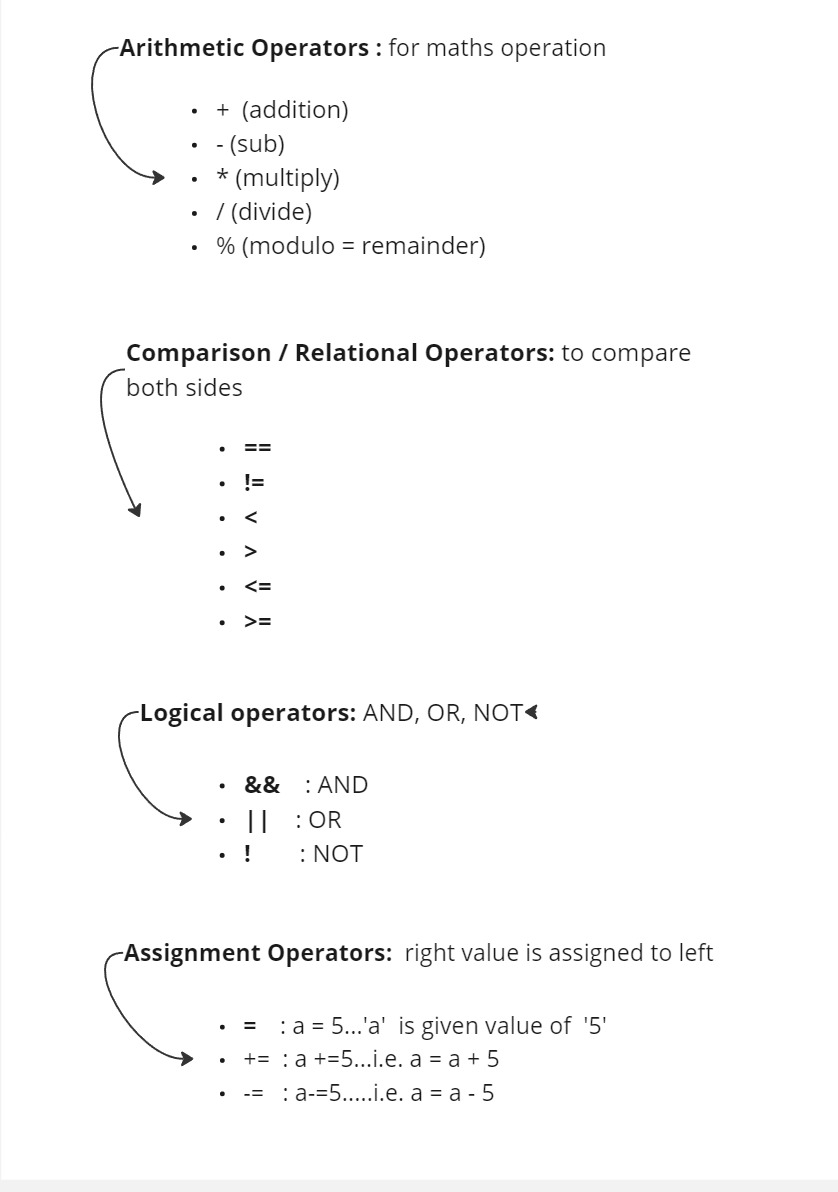 Arithmetic Operators : for maths operation
• + (addition)
• - (sub)
• * (multiply)
• / (divide)
• % (modulo = remainder)
Comparison / Relational Operators: to compare
both sides
• ==
• !=
• <
• >
• <=
• >=
Logical operators: AND, OR, NOT
• && : AND
• || : OR
• ! : NOT
Assignment Operators: right value is assigned to left
• = : a = 5...'a' is given value of '5'
• += : a +=5...i.e. a = a + 5
• -= : a-=5.....i.e. a = a - 5